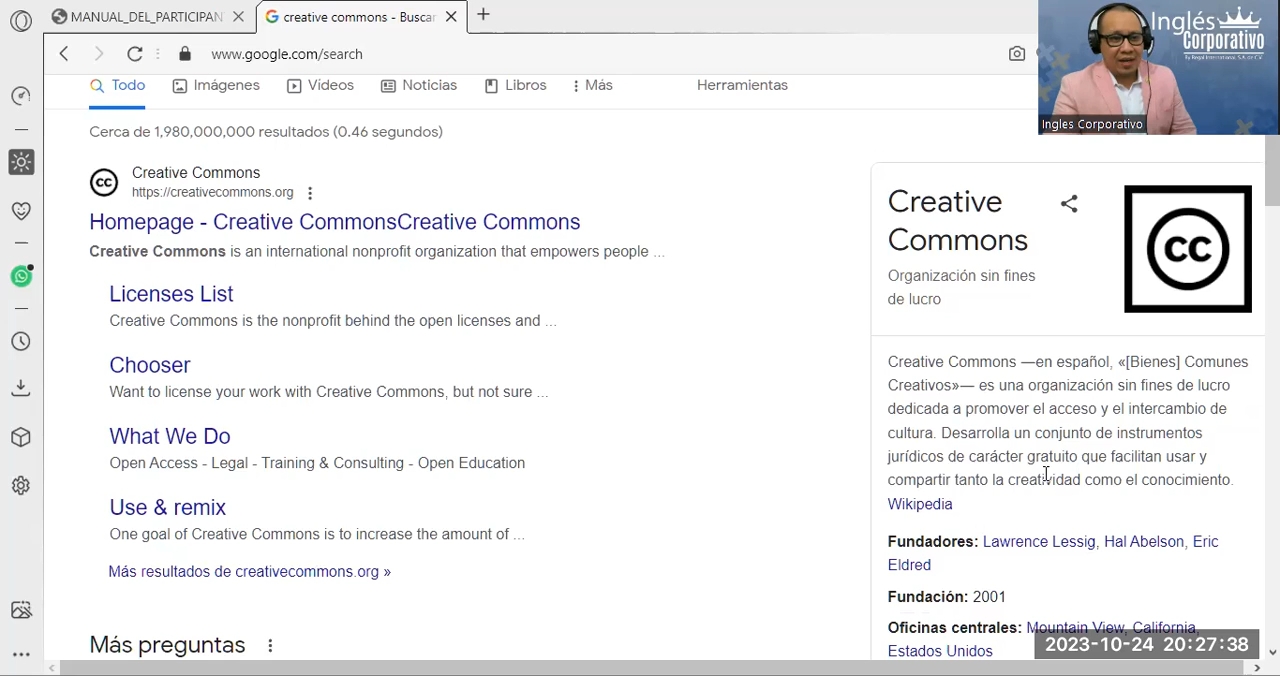 MANUAL_DEL_PARTICIPAN
creative commons - Buscar
www.google.com/search
Todo
Imágenes
Vídeos
Noticias
Libros
Más
Herramientas
Cerca de 1,980,000,000 resultados (0.46 segundos)
Creative Commons
https://creativecommons.org
Homepage - Creative CommonsCreative Commons
Creative Commons is an international nonprofit organization that empowers people ...
Licenses List
Creative Commons is the nonprofit behind the open licenses and ...
Chooser
Want to license your work with Creative Commons, but not sure ...
What We Do
Open Access - Legal - Training & Consulting - Open Education
Use & remix
One goal of Creative Commons is to increase the amount of ...
Más resultados de creativecommons.org »
Más preguntas
Inglés
Corporativo
By Regal International, S.A. de C.V.
Ingles Corporativo
Creative
Commons
Organización sin fines
de lucro
cc
cc
Creative Commons —en español, «[Bienes] Comunes
Creativos»— es una organización sin fines de lucro
dedicada a promover el acceso y el intercambio de
cultura. Desarrolla un conjunto de instrumentos
jurídicos de carácter gratuito que facilitan usar y
compartir tanto la creatividad como el conocimiento.
Wikipedia
Fundadores: Lawrence Lessig, Hal Abelson, Eric
Eldred
Fundación: 2001
Oficinas centrales: Mountain View, California,
Estados Unidos
2023-10-24 20:27:38